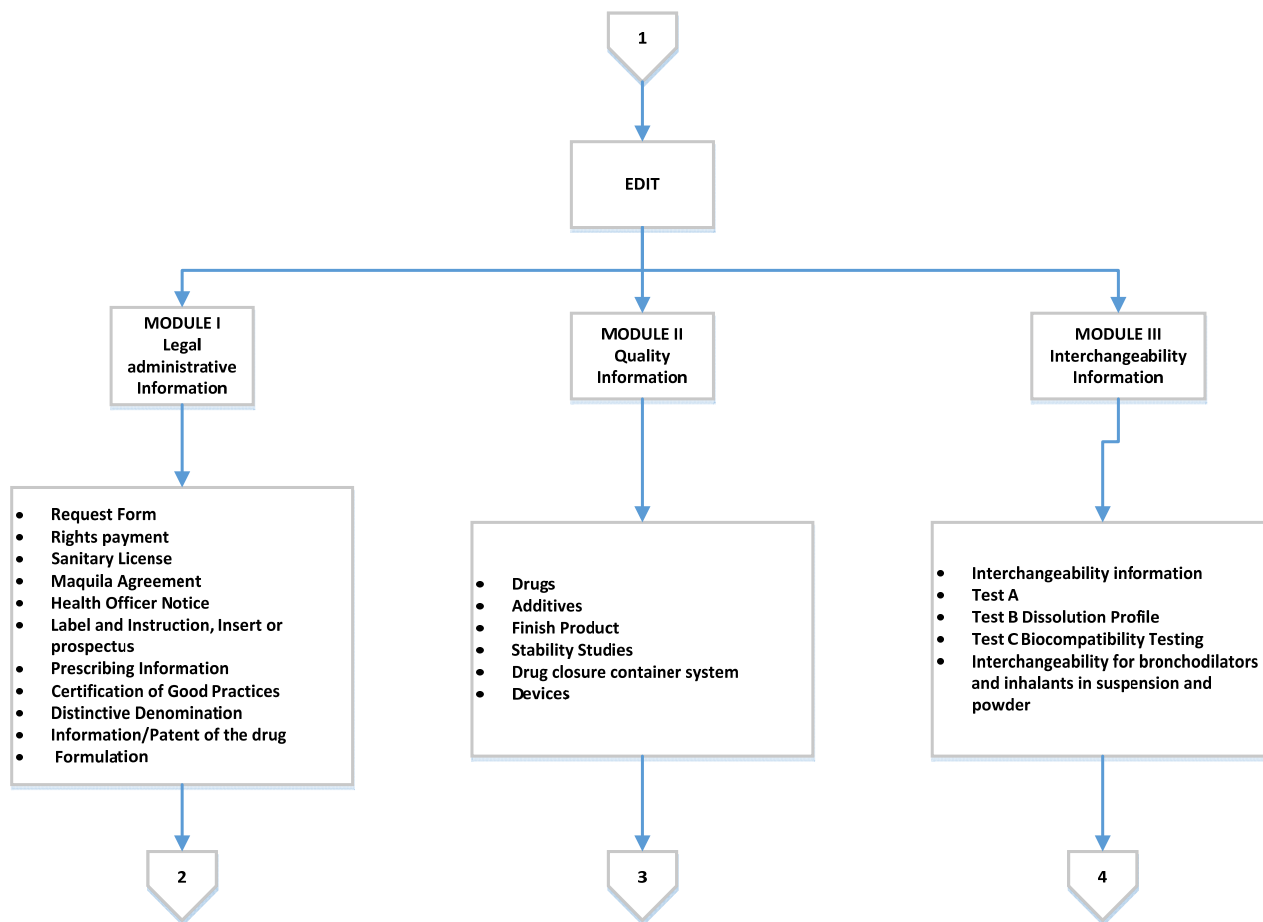 1
EDIT
MODULE I
Legal
administrative
Information
MODULE II
Quality
Information
MODULE III
Interchangeability
Information
• Request Form
• Rights payment
• Sanitary License
• Maquila Agreement
• Health Officer Notice
• Label and Instruction, Insert or
prospectus
• Prescribing Information
• Certification of Good Practices
• Distinctive Denomination
• Information/Patent of the drug
• Formulation
• Drugs
• Additives
• Finish Product
• Stability Studies
• Drug closure container system
• Devices
• Interchangeability information
• Test A
• Test B Dissolution Profile
• Test C Biocompatibility Testing
• Interchangeability for bronchodilators
and inhalants in suspension and
powder
2
3
4